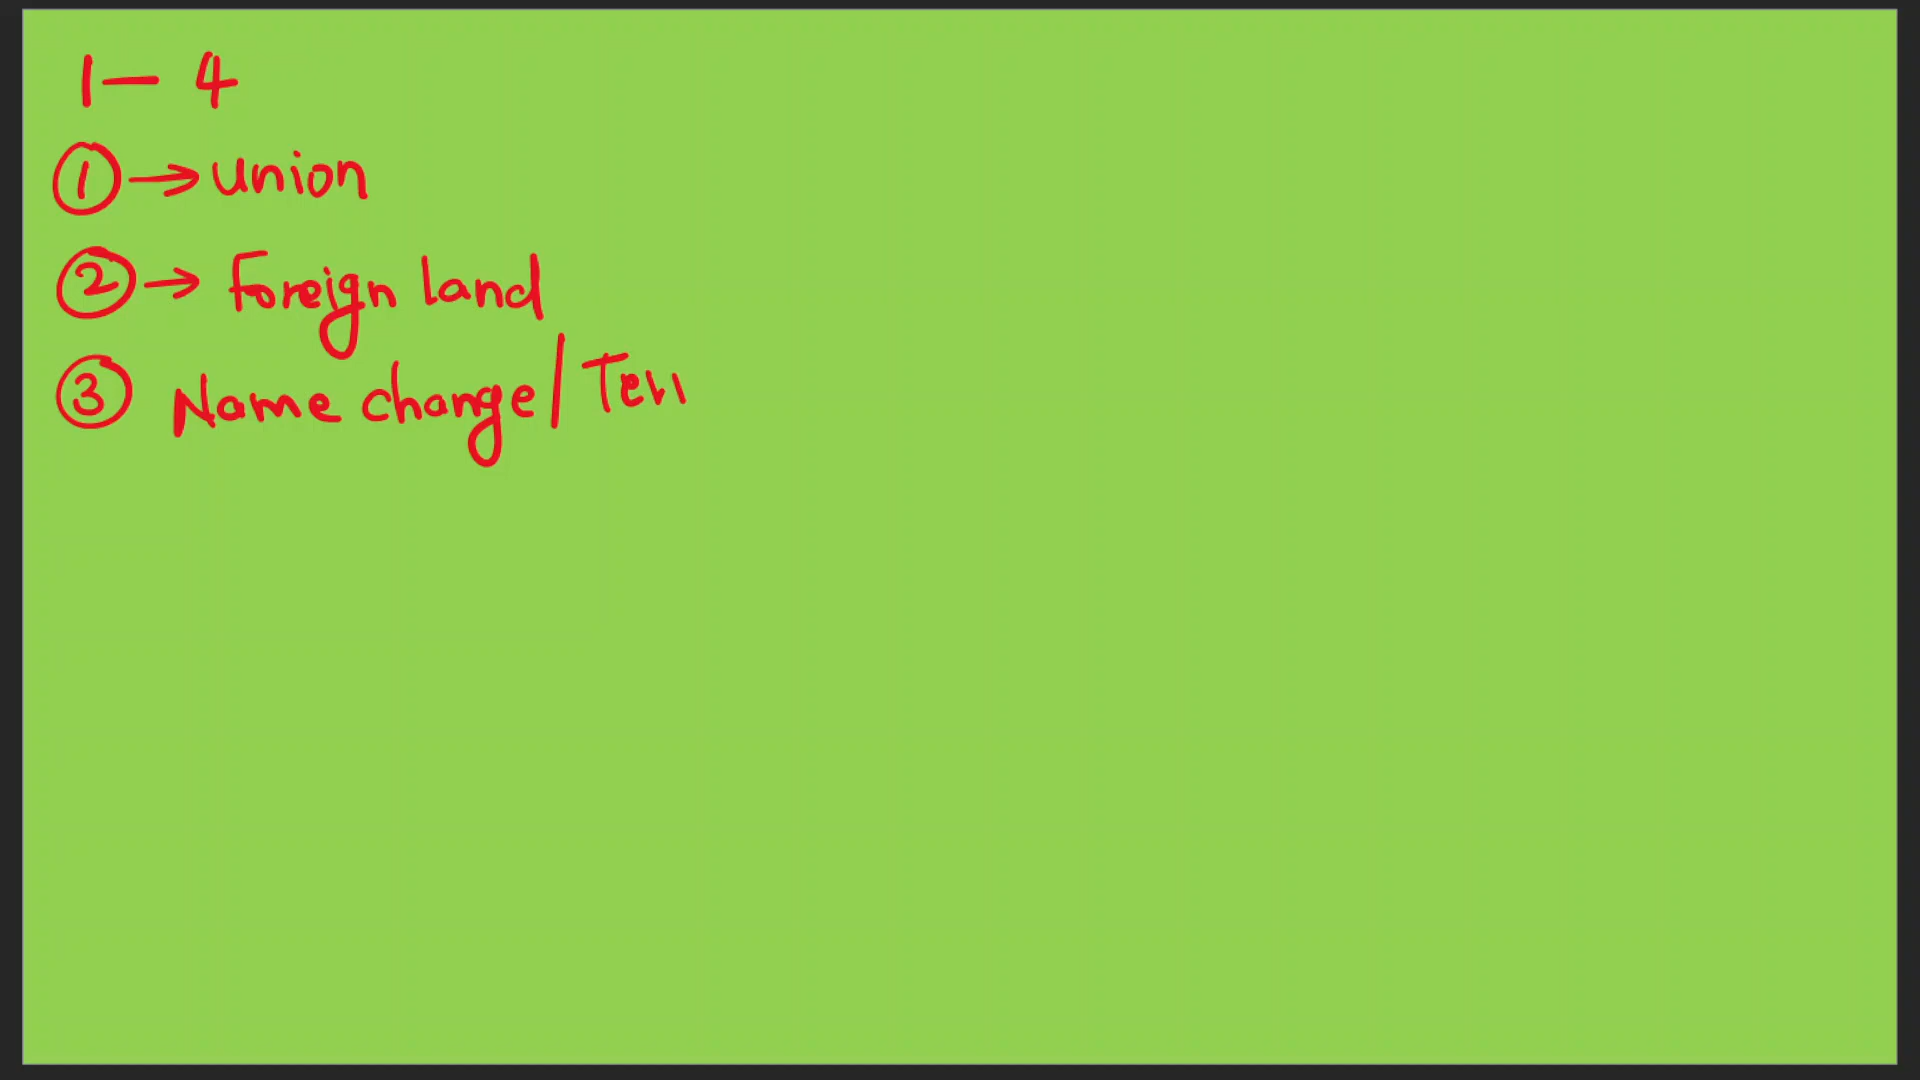 1 — 4
① → Union
② → Foreign land
③ Name change /